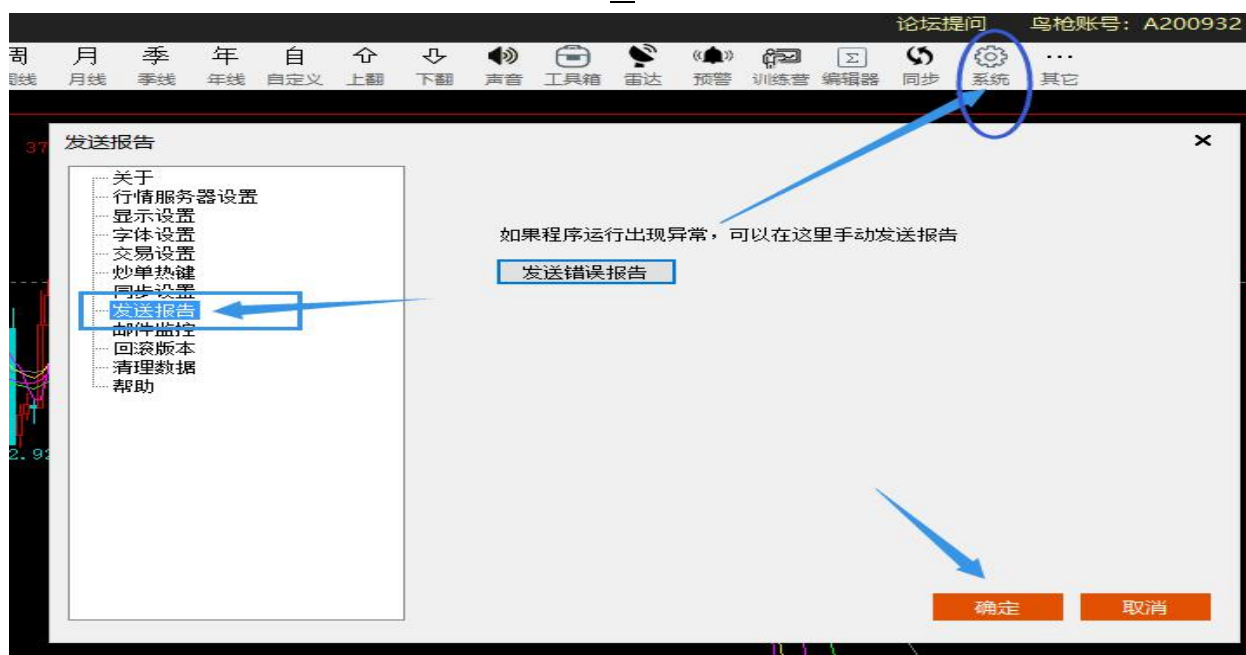 论坛提问 鸟枪账号: A200932
周 月 季 年 自
周线 月线 季线 年线 自定义 上翻 下翻 声音 工具箱 雷达 预警 训练营 编辑器 同步 系统 其它
37
发送报告
关于
行情服务器设置
显示设置
字体设置
交易设置
炒单热键
同步设置
发送报告
邮件监控
回滚版本
清理数据
帮助
如果程序运行出现异常，可以在这里手动发送报告
发送错误报告
2.92
确定 取消